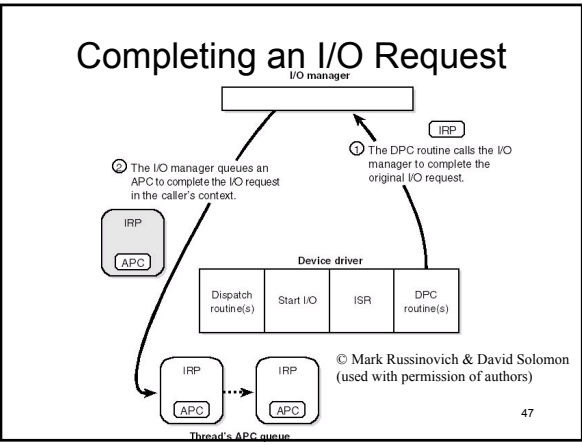 Completing an I/O Request
I/O manager
IRP
① The DPC routine calls the I/O
manager to complete the
original I/O request.
② The I/O manager queues an
APC to complete the I/O request
in the caller's context.
IRP
APC
Device driver
Dispatch
routine(s)
Start I/O
ISR
DPC
routine(s)
© Mark Russinovich & David Solomon
(used with permission of authors)
IRP
APC
IRP
APC
Thread's APC queue
47